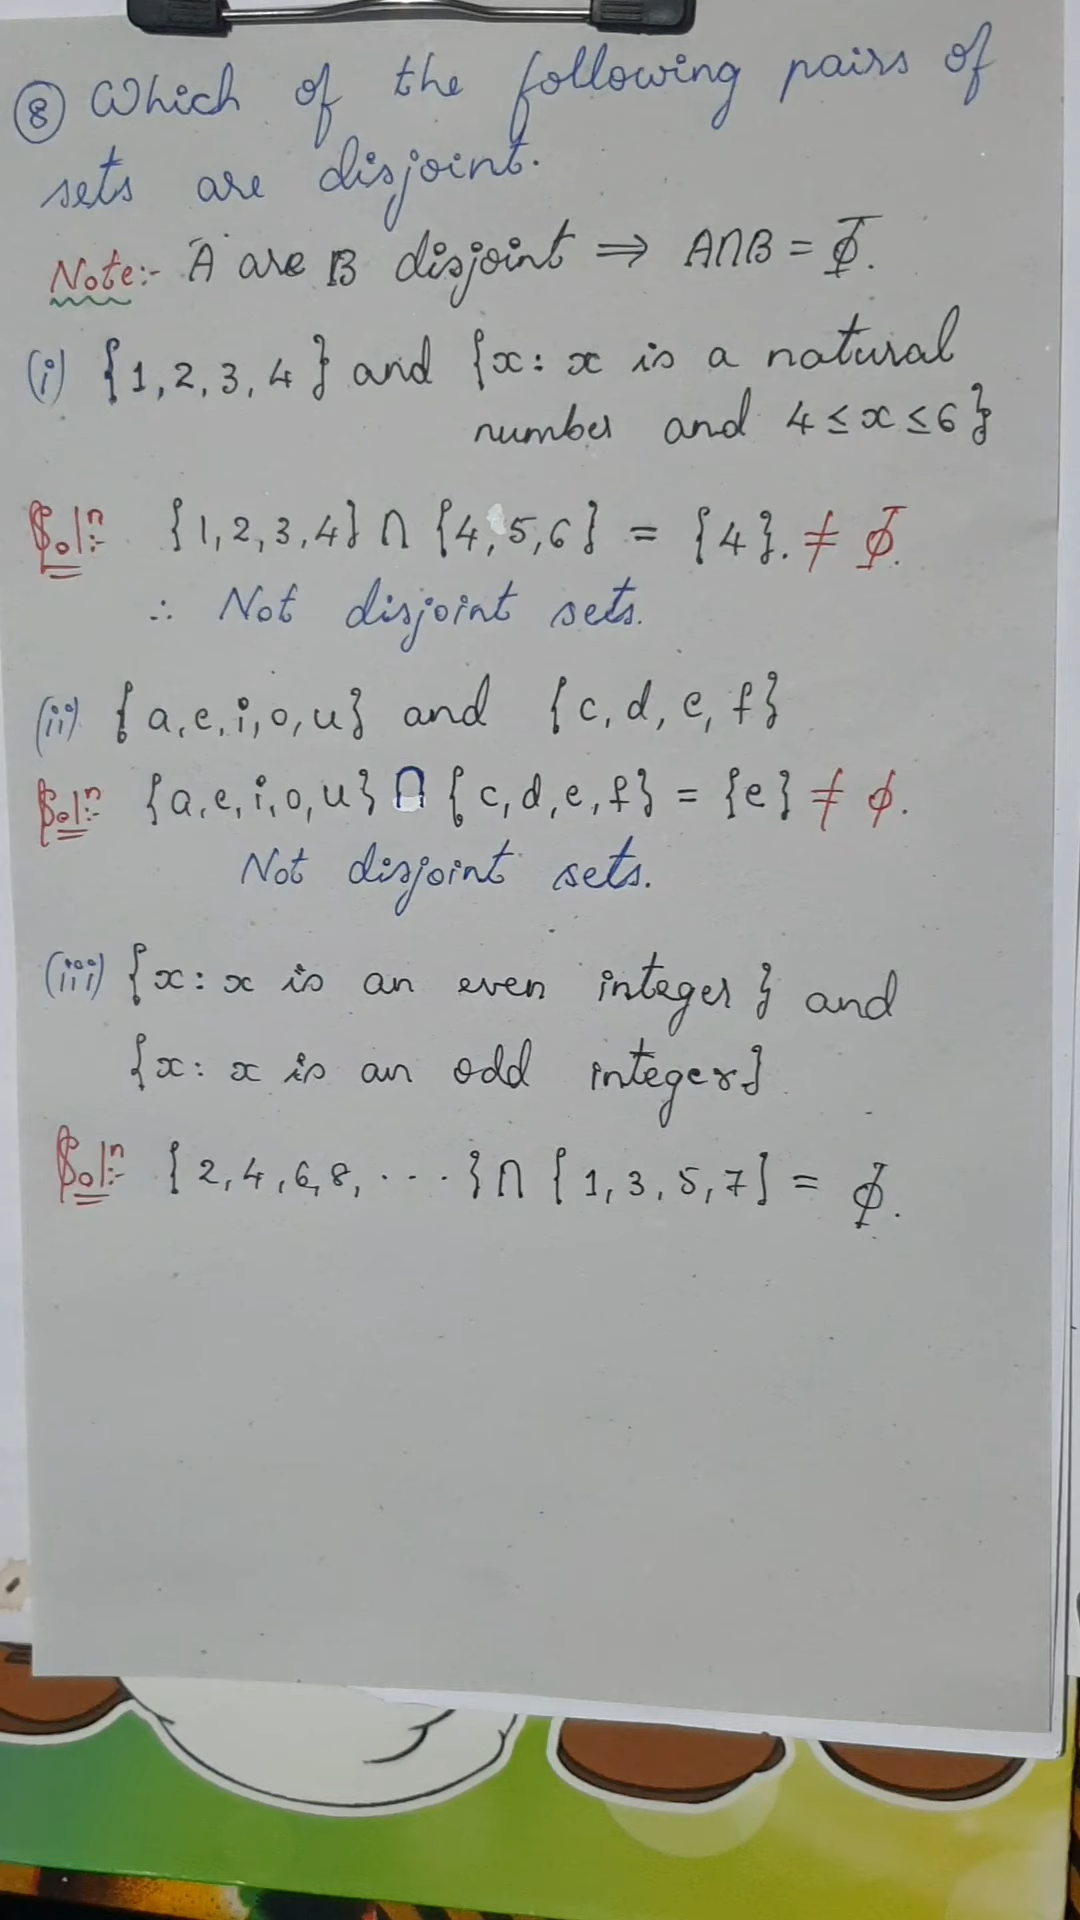 ⑧ Which of the following pairs of
sets are disjoint.
Note:- A are B disjoint ⇒ A∩B = Φ.
(i) {1,2,3,4} and {x: x is a natural
number and 4 ≤ x ≤ 6}
Solⁿ:- {1,2,3,4} ∩ {4,5,6} = {4}. ≠ Φ.
∴ Not disjoint sets.
(ii) {a,e,i,o,u} and {c,d,e,f}
Solⁿ:- {a,e,i,o,u} ∩ {c,d,e,f} = {e} ≠ ϕ.
Not disjoint sets.
(iii) {x: x is an even integer} and
{x: x is an odd integer}
Solⁿ:- {2,4,6,8, ....} ∩ {1,3,5,7} = Φ.